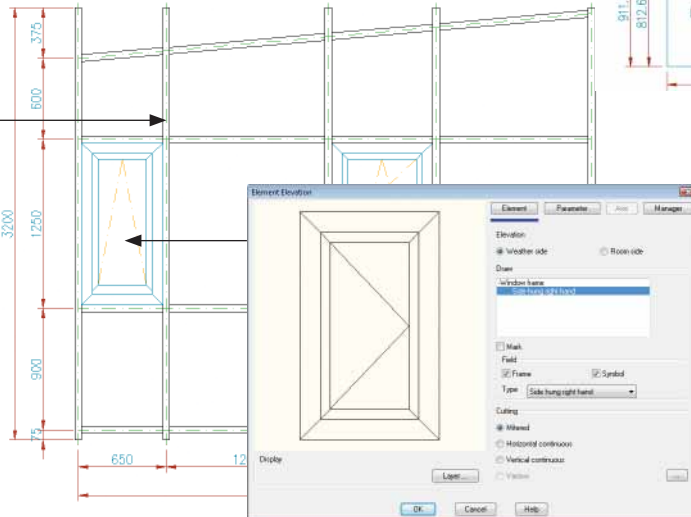 375
600
1250
3200
900
75
650
12
911.
812.6
Element Elevation
Element Parameter Axis Manager
Elevation
Weather side Room side
Draw
Window frame
Side hung right hand
Mark
Field
Frame Symbol
Type Side hung right hand
Cutting
Mitered
Horizontal continuous
Vertical continuous
Various
Display
Layer ...
...
OK Cancel Help